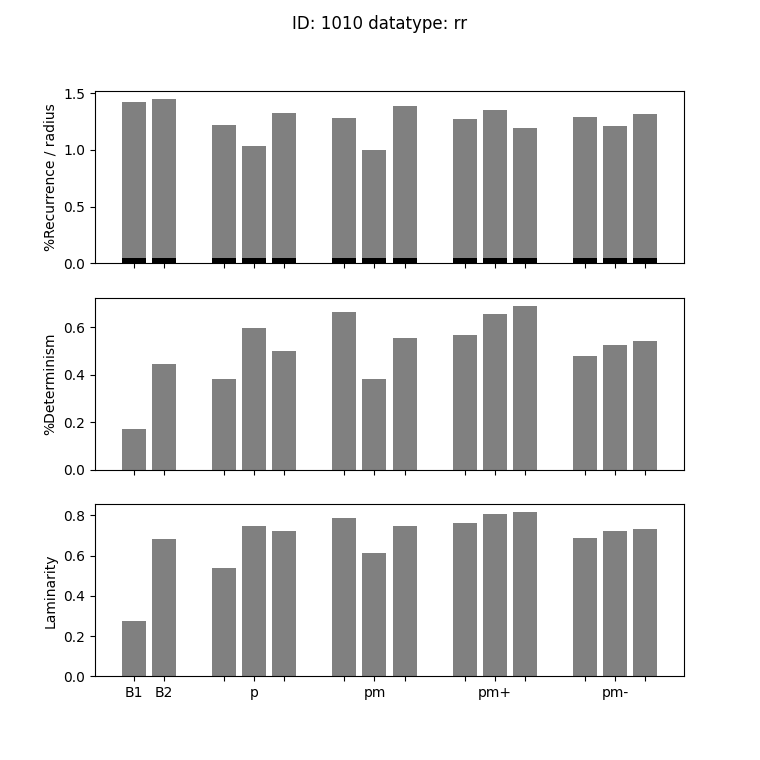 ID: 1010 datatype: rr
1.5
1.0
0.5
0.0
%Recurrence / radius
0.6
0.4
0.2
0.0
%Determinism
0.8
0.6
0.4
0.2
0.0
Laminarity
B1 B2 p pm pm+ pm-